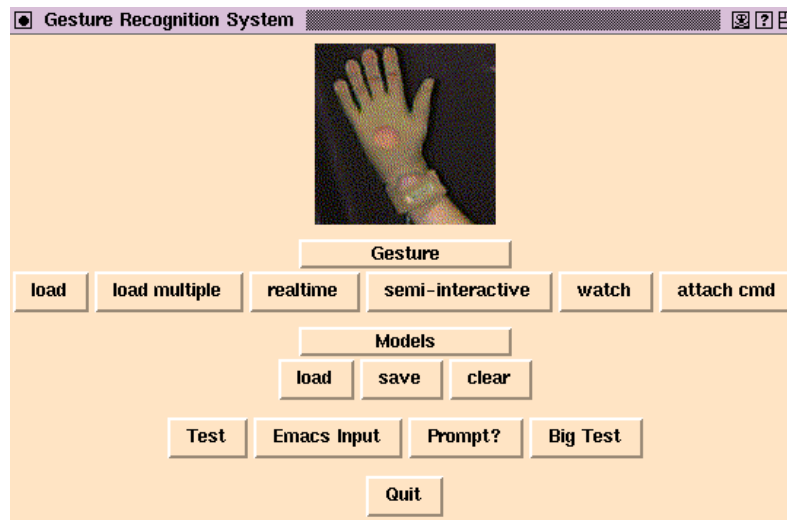 Gesture Recognition System ?
Gesture
load load multiple realtime semi-interactive watch attach cmd
Models
load save clear
Test Emacs Input Prompt? Big Test
Quit